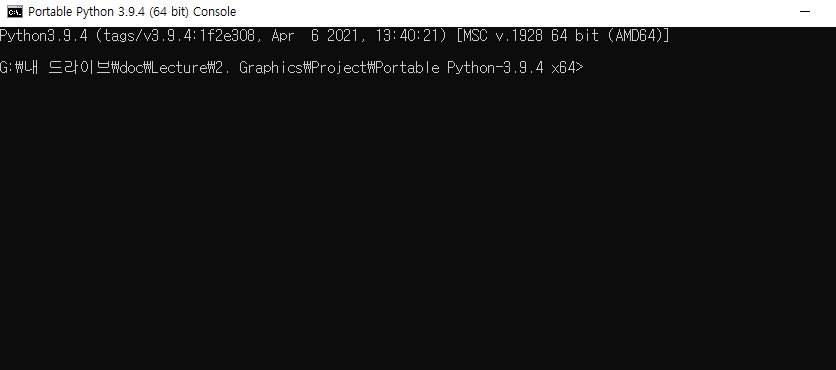 Portable Python 3.9.4 (64 bit) Console
Python3.9.4 (tags/v3.9.4:1f2e308, Apr  6 2021, 13:40:21) [MSC v.1928 64 bit (AMD64)]
G:₩내 드라이브₩doc₩Lecture₩2. Graphics₩Project₩Portable Python-3.9.4 x64>